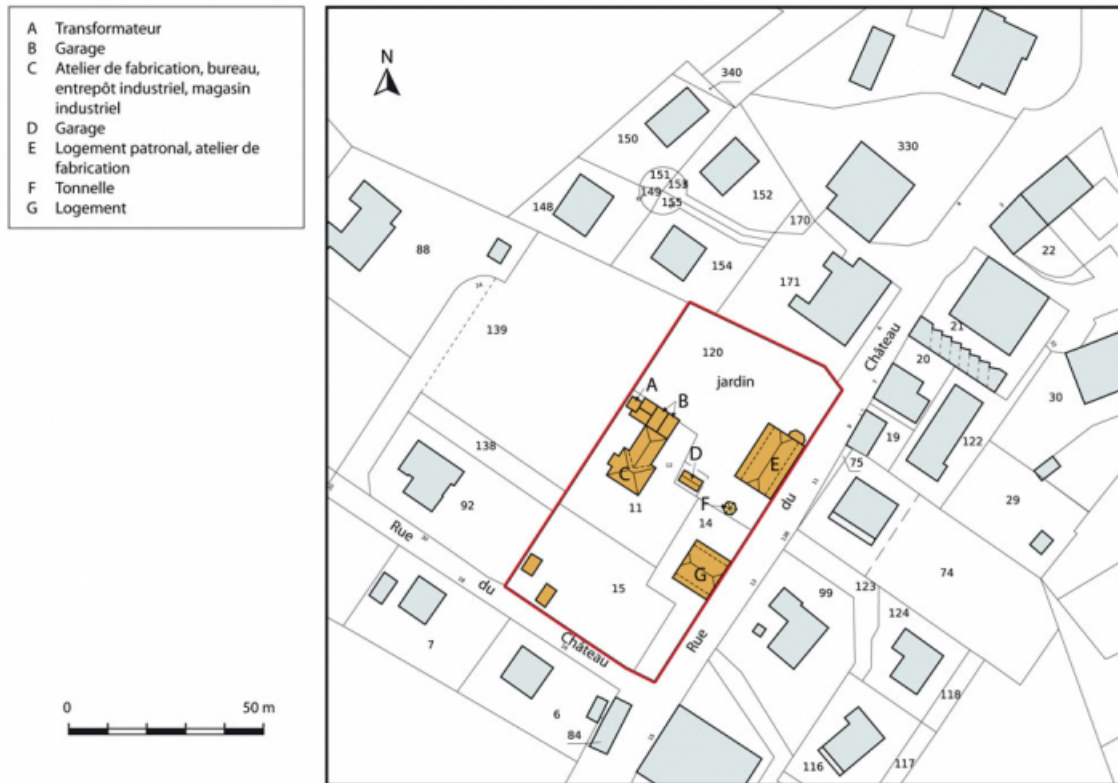 A Transformateur
B Garage
C Atelier de fabrication, bureau,
entrepôt industriel, magasin
industriel
D Garage
E Logement patronal, atelier de
fabrication
F Tonnelle
G Logement
N
340
150
330
151
153
149
155
152
148
170
22
88
154
171
21
139
Château
20
120
jardin
30
A
B
19
122
138
D
E
75
C
12
29
92
F
du
11
14
Rue
G
74
15
99
123
124
du
7
Château
Rue
118
6
84
116
117
0 50 m